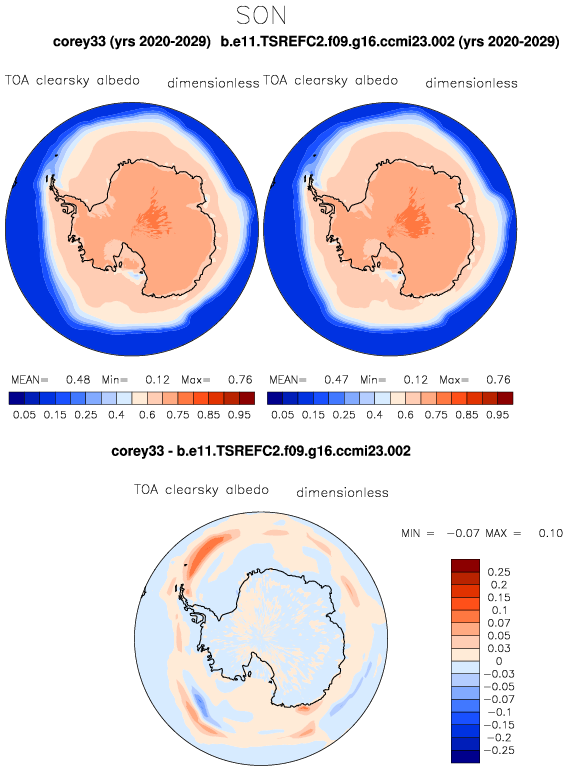 SON
corey33 (yrs 2020-2029) b.e11.TSREFC2.f09.g16.ccmi23.002 (yrs 2020-2029)
TOA clearsky albedo dimensionless TOA clearsky albedo dimensionless
MEAN= 0.48 Min= 0.12 Max= 0.76 MEAN= 0.47 Min= 0.12 Max= 0.76
0.05 0.15 0.25 0.4 0.6 0.75 0.85 0.95 0.05 0.15 0.25 0.4 0.6 0.75 0.85 0.95
corey33 - b.e11.TSREFC2.f09.g16.ccmi23.002
TOA clearsky albedo dimensionless
MIN = -0.07 MAX = 0.10
0.25
0.2
0.15
0.1
0.07
0.05
0.03
0
-0.03
-0.05
-0.07
-0.1
-0.15
-0.2
-0.25